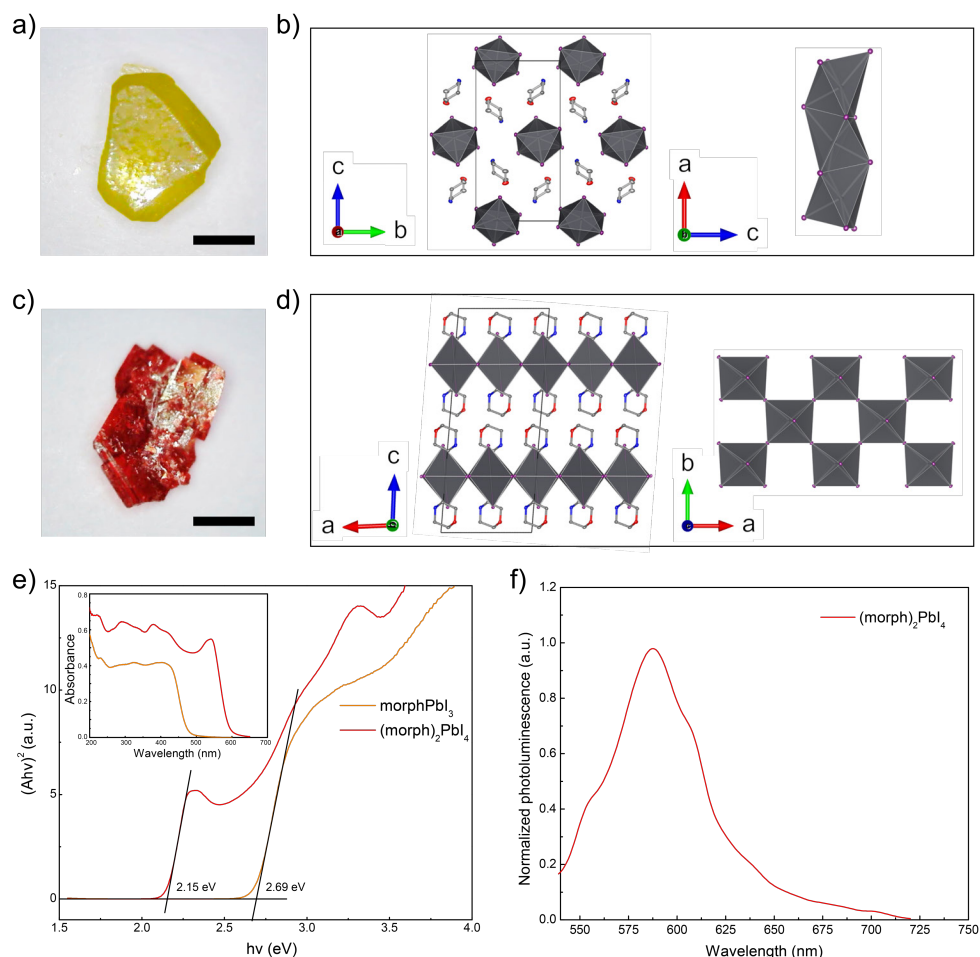 a)
b)
c
a
b
a
b
c
c)
d)
c
a
b
b
c
a
e)
15
10
5
0
(Ahv)² (a.u.)
1.5 2.0 2.5 3.0 3.5 4.0
hv (eV)
0.8
0.6
0.4
0.2
0.0
Absorbance
200 300 400 500 600 700
Wavelength (nm)
morphPbI₃
(morph)₂PbI₄
2.15 eV
2.69 eV
f)
1.2
1.0
0.8
0.6
0.4
0.2
0.0
Normalized photoluminescence (a.u.)
550 575 600 625 650 675 700 725 750
Wavelength (nm)
(morph)₂PbI₄